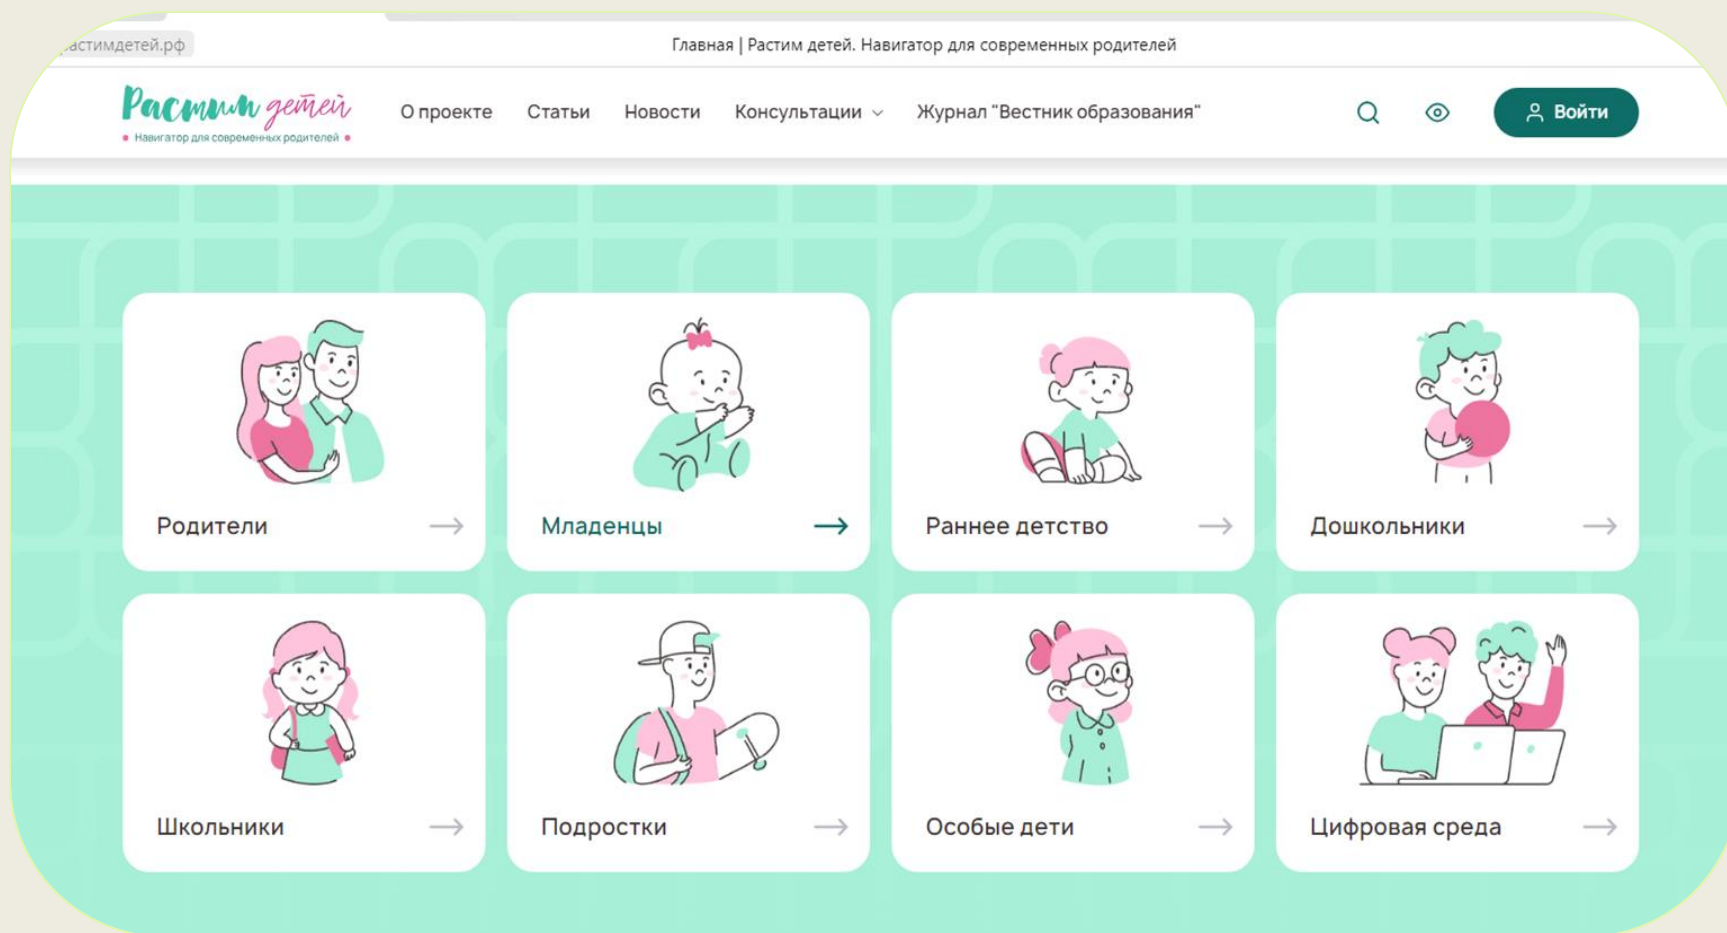 растимдетей.рф
Главная | Растим детей. Навигатор для современных родителей
Растим детей
• Навигатор для современных родителей •
О проекте
Статьи
Новости
Консультации
Журнал "Вестник образования"
Войти
Родители
Младенцы
Раннее детство
Дошкольники
Школьники
Подростки
Особые дети
Цифровая среда